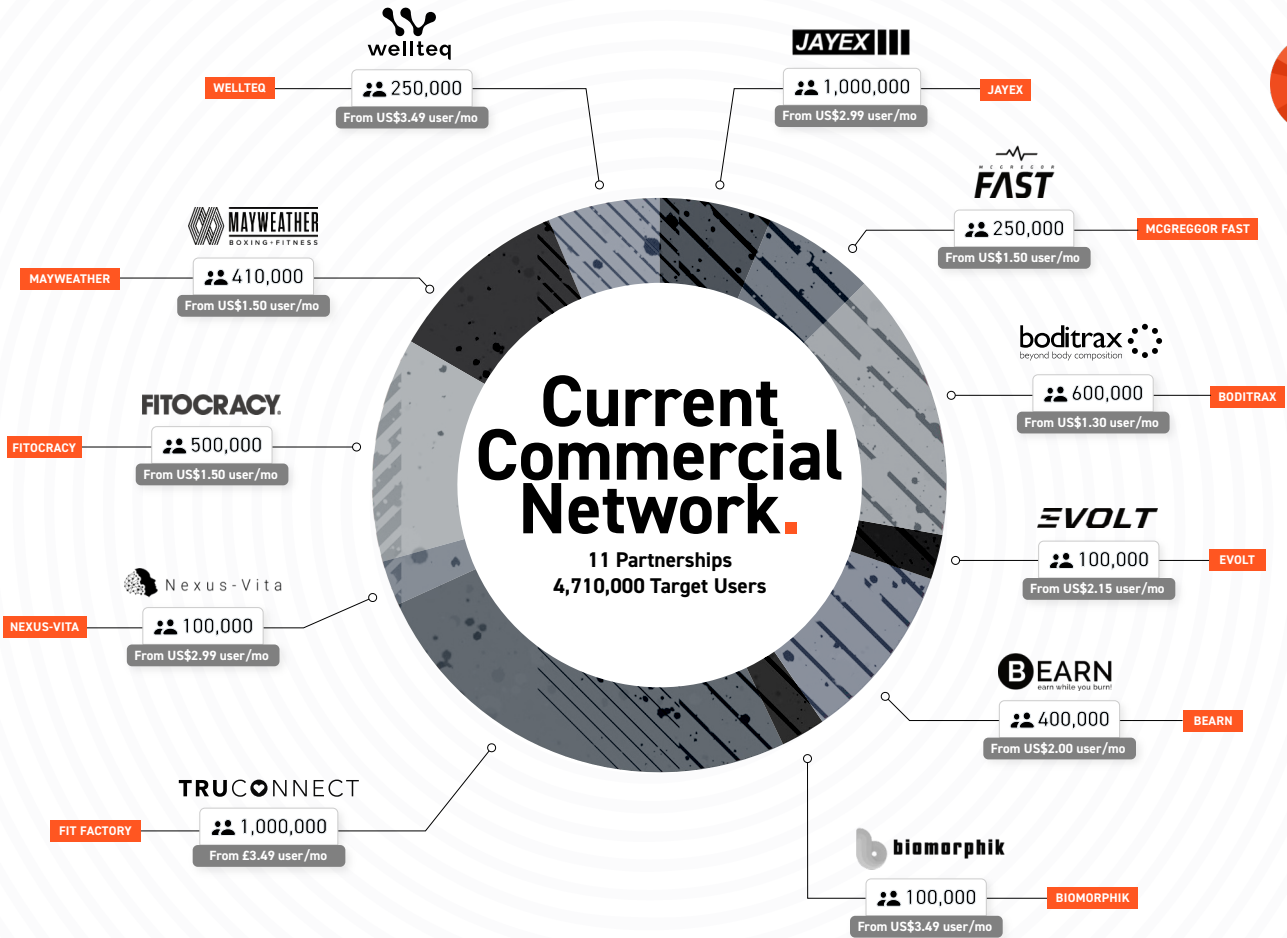 wellteq
WELLTEQ
250,000
From US$3.49 user/mo
JAYEX
1,000,000
JAYEX
From US$2.99 user/mo
MCGREGOR
FAST
250,000
MCGREGGOR FAST
From US$1.50 user/mo
MAYWEATHER
BOXING + FITNESS
MAYWEATHER
410,000
From US$1.50 user/mo
boditrax
beyond body composition
600,000
BODITRAX
From US$1.30 user/mo
FITOCRACY.
FITOCRACY
500,000
From US$1.50 user/mo
Current
Commercial
Network.
11 Partnerships
4,710,000 Target Users
EVOLT
100,000
EVOLT
From US$2.15 user/mo
Nexus-Vita
NEXUS-VITA
100,000
From US$2.99 user/mo
BEARN
earn while you burn!
400,000
BEARN
From US$2.00 user/mo
TRUCONNECT
FIT FACTORY
1,000,000
From £3.49 user/mo
biomorphik
100,000
BIOMORPHIK
From US$3.49 user/mo